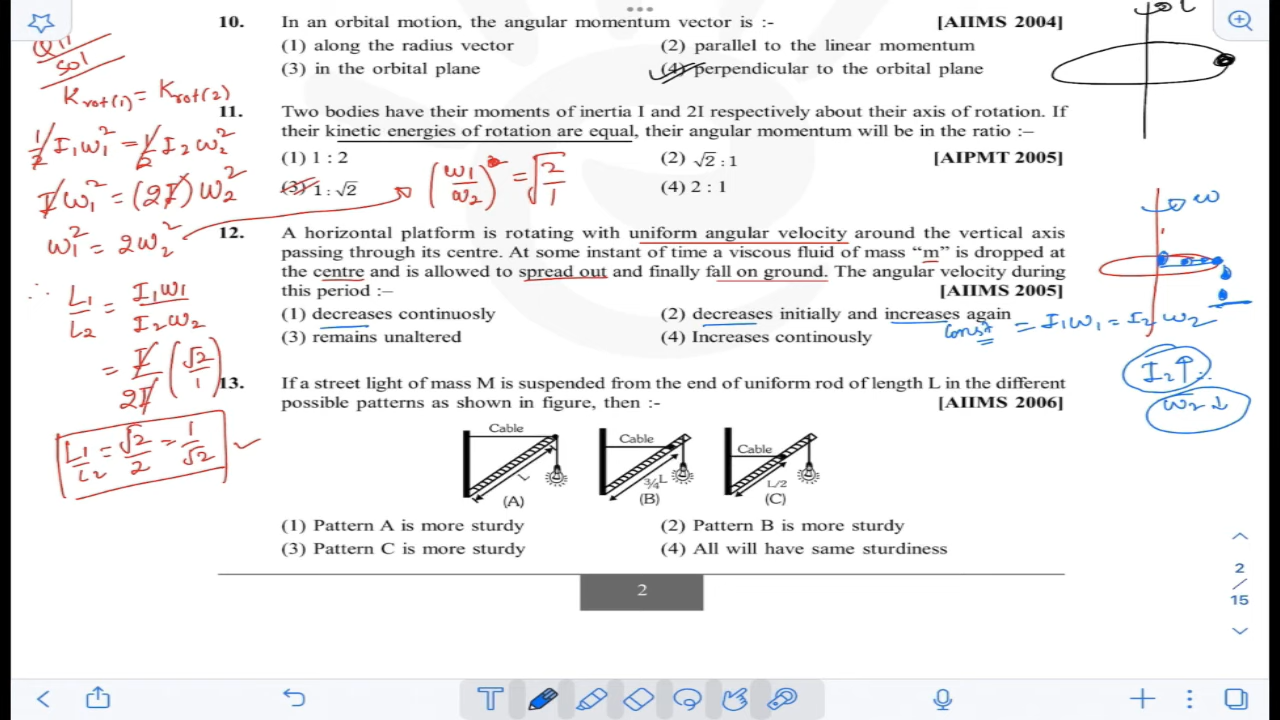 10. In an orbital motion, the angular momentum vector is :- [AIIMS 2004]
(1) along the radius vector (2) parallel to the linear momentum
(3) in the orbital plane (4) perpendicular to the orbital plane
L
Q11
sol
K rot(1) = K rot(2)
1/2 I₁ω₁² = 1/2 I₂ω₂²
Iω₁² = (2I)ω₂²
ω₁² = 2ω₂²
(ω₁/ω₂) = √(2/1)
∴ L₁/L₂ = I₁ω₁/I₂ω₂
= I/2I (√2/1)
L₁/L₂ = √2/2 = 1/√2
11. Two bodies have their moments of inertia I and 2I respectively about their axis of rotation. If
their kinetic energies of rotation are equal, their angular momentum will be in the ratio :–
(1) 1 : 2 (2) √2 : 1 [AIPMT 2005]
(3) 1 : √2 (4) 2 : 1
12. A horizontal platform is rotating with uniform angular velocity around the vertical axis
passing through its centre. At some instant of time a viscous fluid of mass “m” is dropped at
the centre and is allowed to spread out and finally fall on ground. The angular velocity during
this period :– [AIIMS 2005]
(1) decreases continuosly (2) decreases initially and increases again
(3) remains unaltered (4) Increases continously
ω
const = I₁ω₁ = I₂ω₂
I₂↑
ω₂↓
13. If a street light of mass M is suspended from the end of uniform rod of length L in the different
possible patterns as shown in figure, then :- [AIIMS 2006]
Cable Cable Cable
L 3/4L L/2
(A) (B) (C)
(1) Pattern A is more sturdy (2) Pattern B is more sturdy
(3) Pattern C is more sturdy (4) All will have same sturdiness
2
2
/
15
T